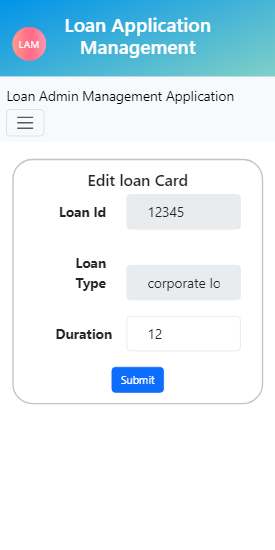 Loan Application
Management
LAM
Loan Admin Management Application
Edit loan Card
Loan Id 12345
Loan
Type corporate lo
Duration 12
Submit